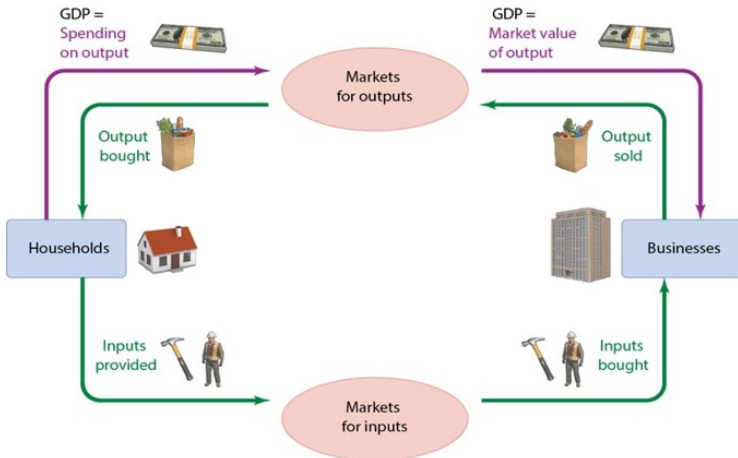 GDP =
Spending
on output
GDP =
Market value
of output
Markets
for outputs
Output
bought
Output
sold
Households
Businesses
Inputs
provided
Inputs
bought
Markets
for inputs